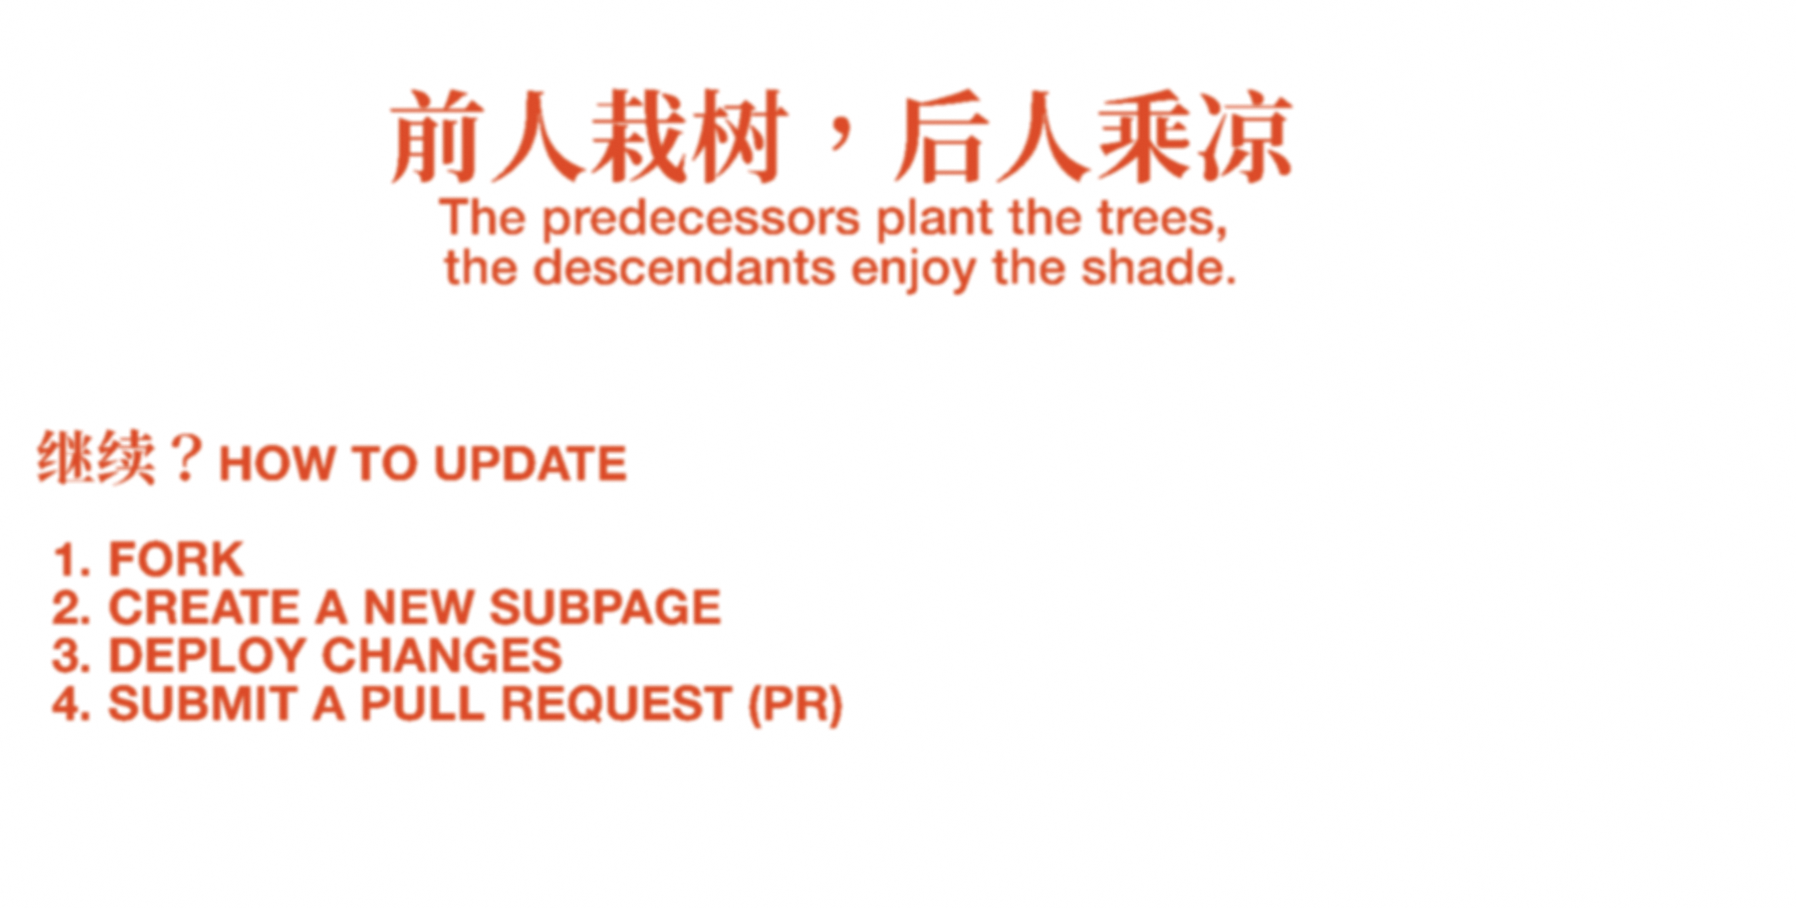 前人栽树，后人乘凉
The predecessors plant the trees,
the descendants enjoy the shade.
继续？HOW TO UPDATE
1. FORK
2. CREATE A NEW SUBPAGE
3. DEPLOY CHANGES
4. SUBMIT A PULL REQUEST (PR)